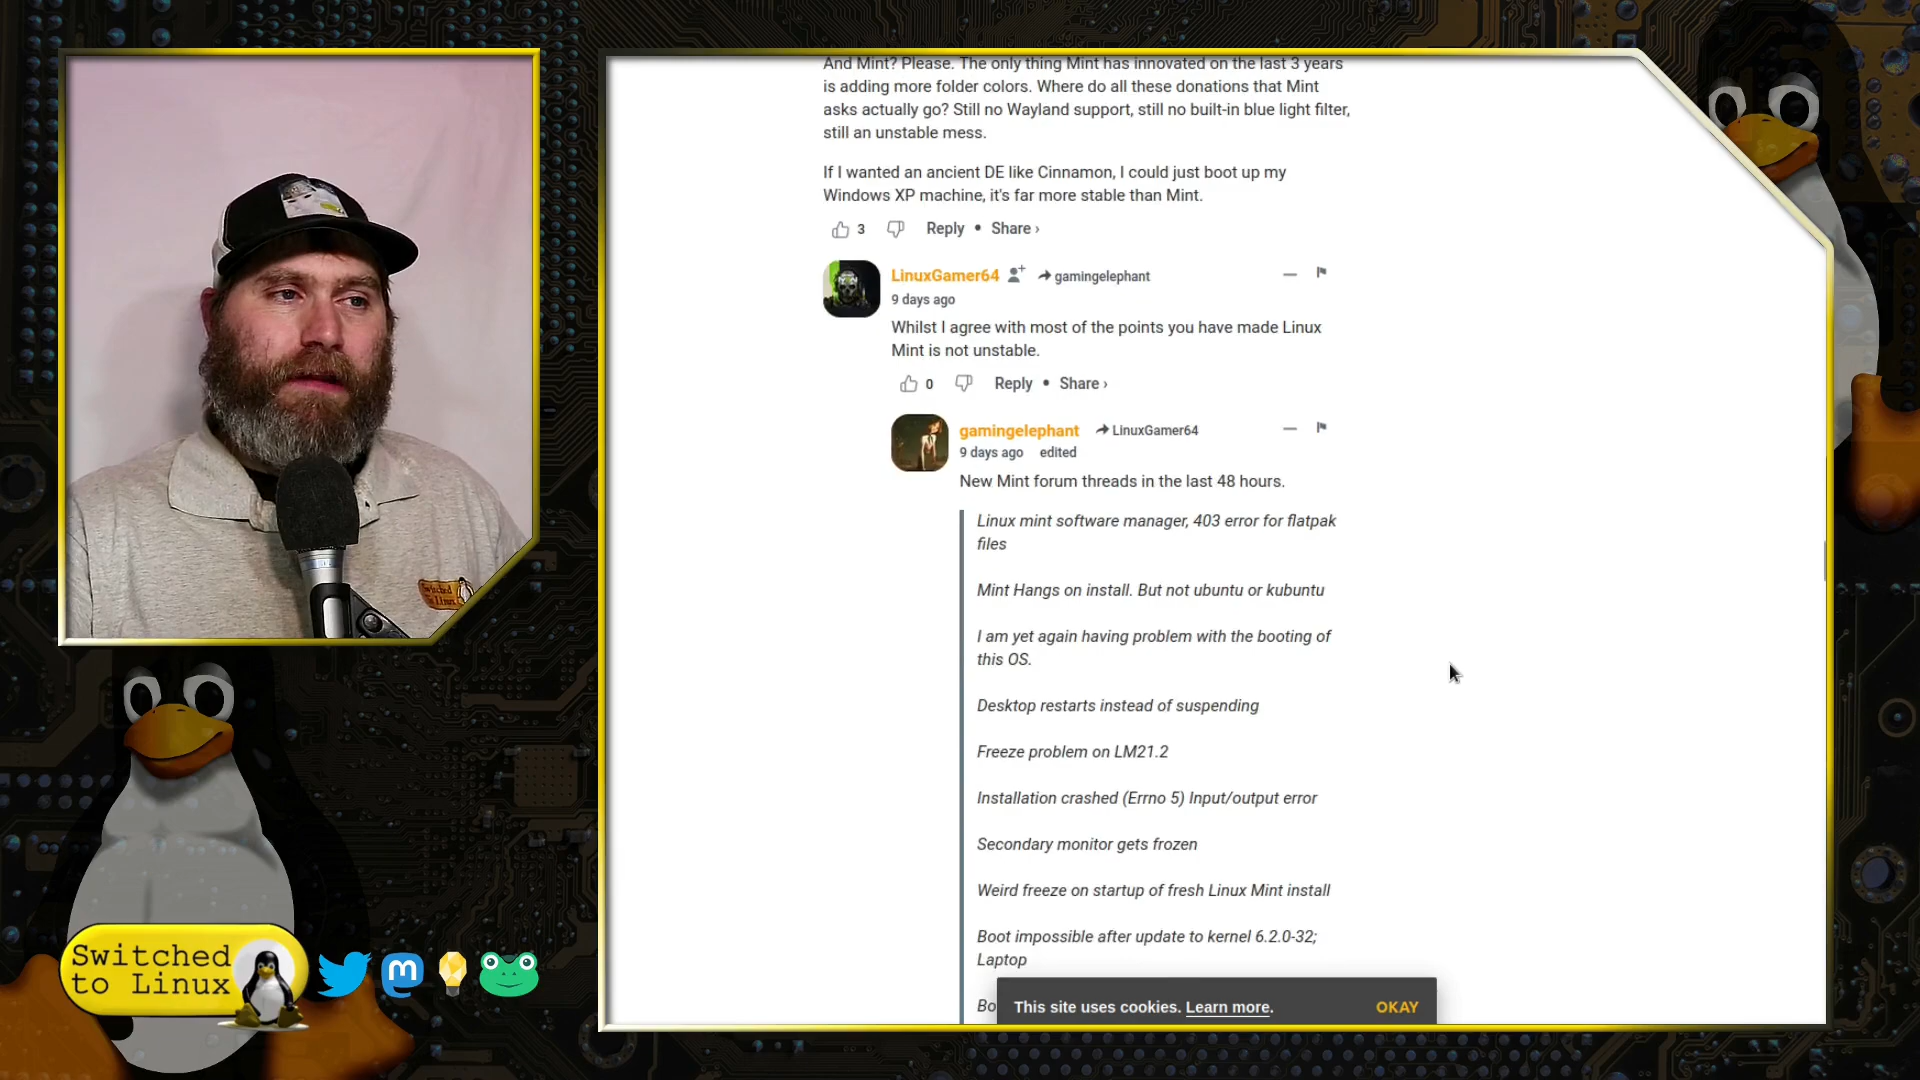 And Mint? Please. The only thing Mint has innovated on the last 3 years
is adding more folder colors. Where do all these donations that Mint
asks actually go? Still no Wayland support, still no built-in blue light filter,
still an unstable mess.
If I wanted an ancient DE like Cinnamon, I could just boot up my
Windows XP machine, it's far more stable than Mint.
3 Reply • Share ›
LinuxGamer64 gamingelephant
9 days ago
Whilst I agree with most of the points you have made Linux
Mint is not unstable.
0 Reply • Share ›
gamingelephant LinuxGamer64
9 days ago edited
New Mint forum threads in the last 48 hours.
Linux mint software manager, 403 error for flatpak
files
Mint Hangs on install. But not ubuntu or kubuntu
I am yet again having problem with the booting of
this OS.
Desktop restarts instead of suspending
Freeze problem on LM21.2
Installation crashed (Errno 5) Input/output error
Secondary monitor gets frozen
Weird freeze on startup of fresh Linux Mint install
Boot impossible after update to kernel 6.2.0-32;
Laptop
Bo
This site uses cookies. Learn more. OKAY
Switched
to Linux
Switched
to Linux